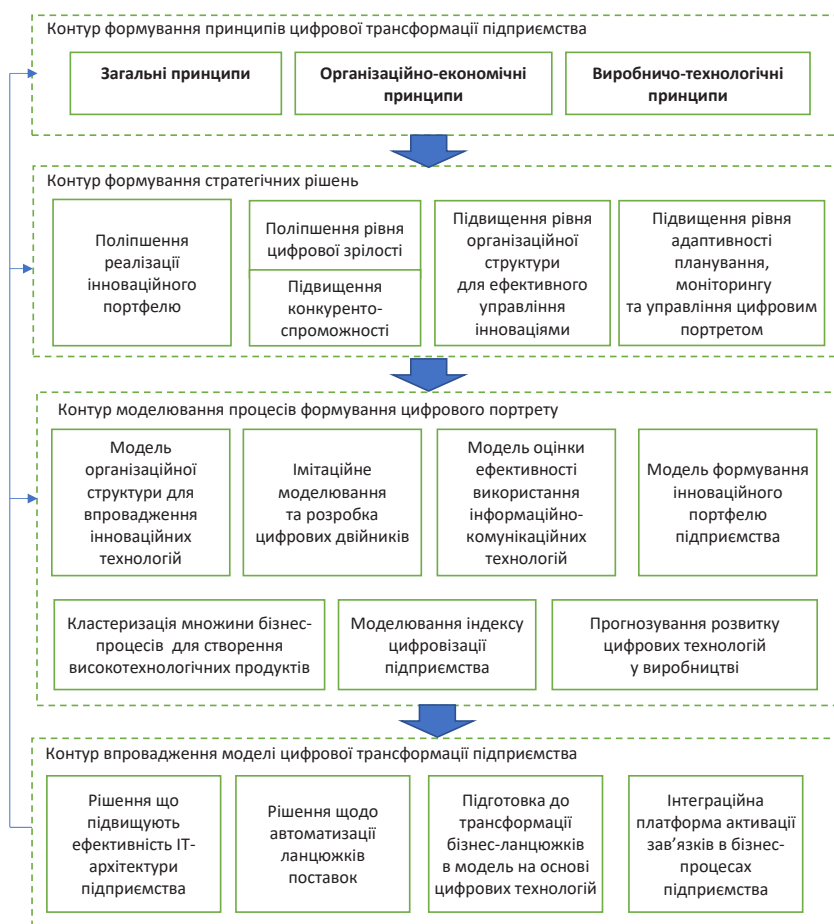 Контур формування принципів цифрової трансформації підприємства
Загальні принципи
Організаційно-економічні
принципи
Виробничо-технологічні
принципи
Контур формування стратегічних рішень
Поліпшення
реалізації
інноваційного
портфелю
Поліпшення рівня
цифрової зрілості
Підвищення
конкуренто-
спроможності
Підвищення рівня
організаційної
структури
для ефективного
управління
інноваціями
Підвищення рівня
адаптивності
планування,
моніторингу
та управління цифровим
портретом
Контур моделювання процесів формування цифрового портрету
Модель
організаційної
структури для
впровадження
інноваційних
технологій
Імітаційне
моделювання
та розробка
цифрових двійників
Модель оцінки
ефективності
використання
інформаційно-
комунікаційних
технологій
Модель формування
інноваційного
портфелю
підприємства
Кластеризація множини бізнес-
процесів для створення
високотехнологічних продуктів
Моделювання індексу
цифровізації
підприємства
Прогнозування розвитку
цифрових технологій
у виробництві
Контур впровадження моделі цифрової трансформації підприємства
Рішення що
підвищують
ефективність ІТ-
архітектури
підприємства
Рішення щодо
автоматизації
ланцюжків
поставок
Підготовка до
трансформації
бізнес-ланцюжків
в модель на основі
цифрових технологій
Інтеграційна
платформа активації
зав’язків в бізнес-
процесах
підприємства